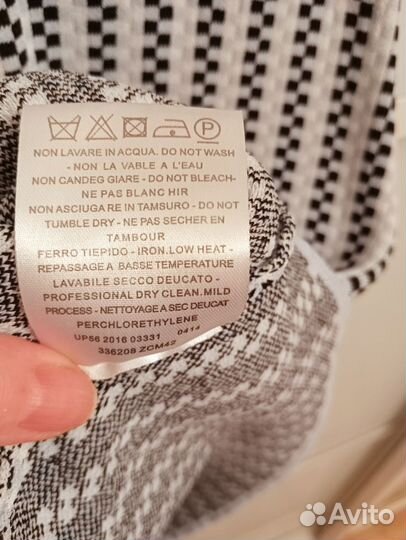 P
NON LAVARE IN ACQUA. DO NOT WASH
- NON LA VABLE A L'EAU
NON CANDEG GIARE - DO NOT BLEACH-
NE PAS BLANC HIR
NON ASCIUGA RE IN TAMSURO - DO NOT
TUMBLE DRY - NE PAS SECHER EN
TAMBOUR
FERRO TIEPIDO - IRON.LOW HEAT -
REPASSAGE A BASSE TEMPERATURE
LAVABILE SECCO DEUCATO -
PROFESSIONAL DRY CLEAN.MILD
PROCESS - NETTOYAGE A SEC DEUCAT
PERCHLORETHYLENE
UP56 2016 03331 0414
336208 ZCM42
Avito